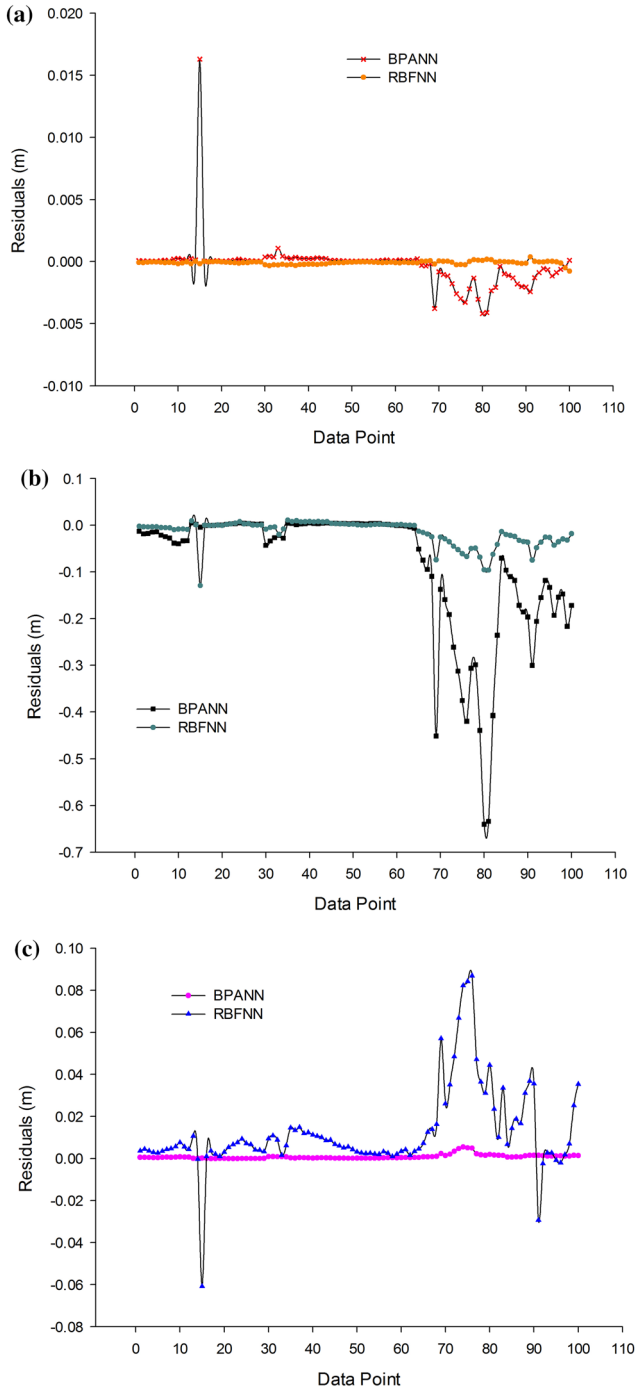 (a)
0.020
0.015
0.010
0.005
0.000
-0.005
-0.010
Residuals (m)
BPANN
RBFNN
0 10 20 30 40 50 60 70 80 90 100 110
Data Point
(b)
0.1
0.0
-0.1
-0.2
-0.3
-0.4
-0.5
-0.6
-0.7
Residuals (m)
BPANN
RBFNN
0 10 20 30 40 50 60 70 80 90 100 110
Data Point
(c)
0.10
0.08
0.06
0.04
0.02
0.00
-0.02
-0.04
-0.06
-0.08
Residuals (m)
BPANN
RBFNN
0 10 20 30 40 50 60 70 80 90 100 110
Data Point